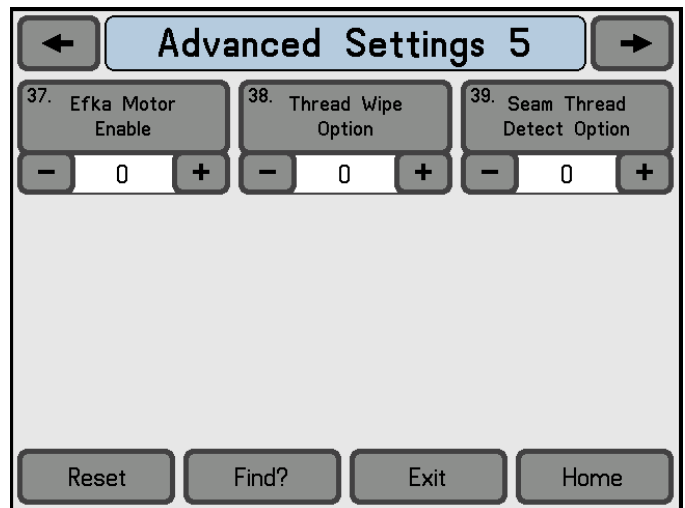 Advanced Settings 5
37. Efka Motor
Enable
38. Thread Wipe
Option
39. Seam Thread
Detect Option
- 0 +
- 0 +
- 0 +
Reset
Find?
Exit
Home